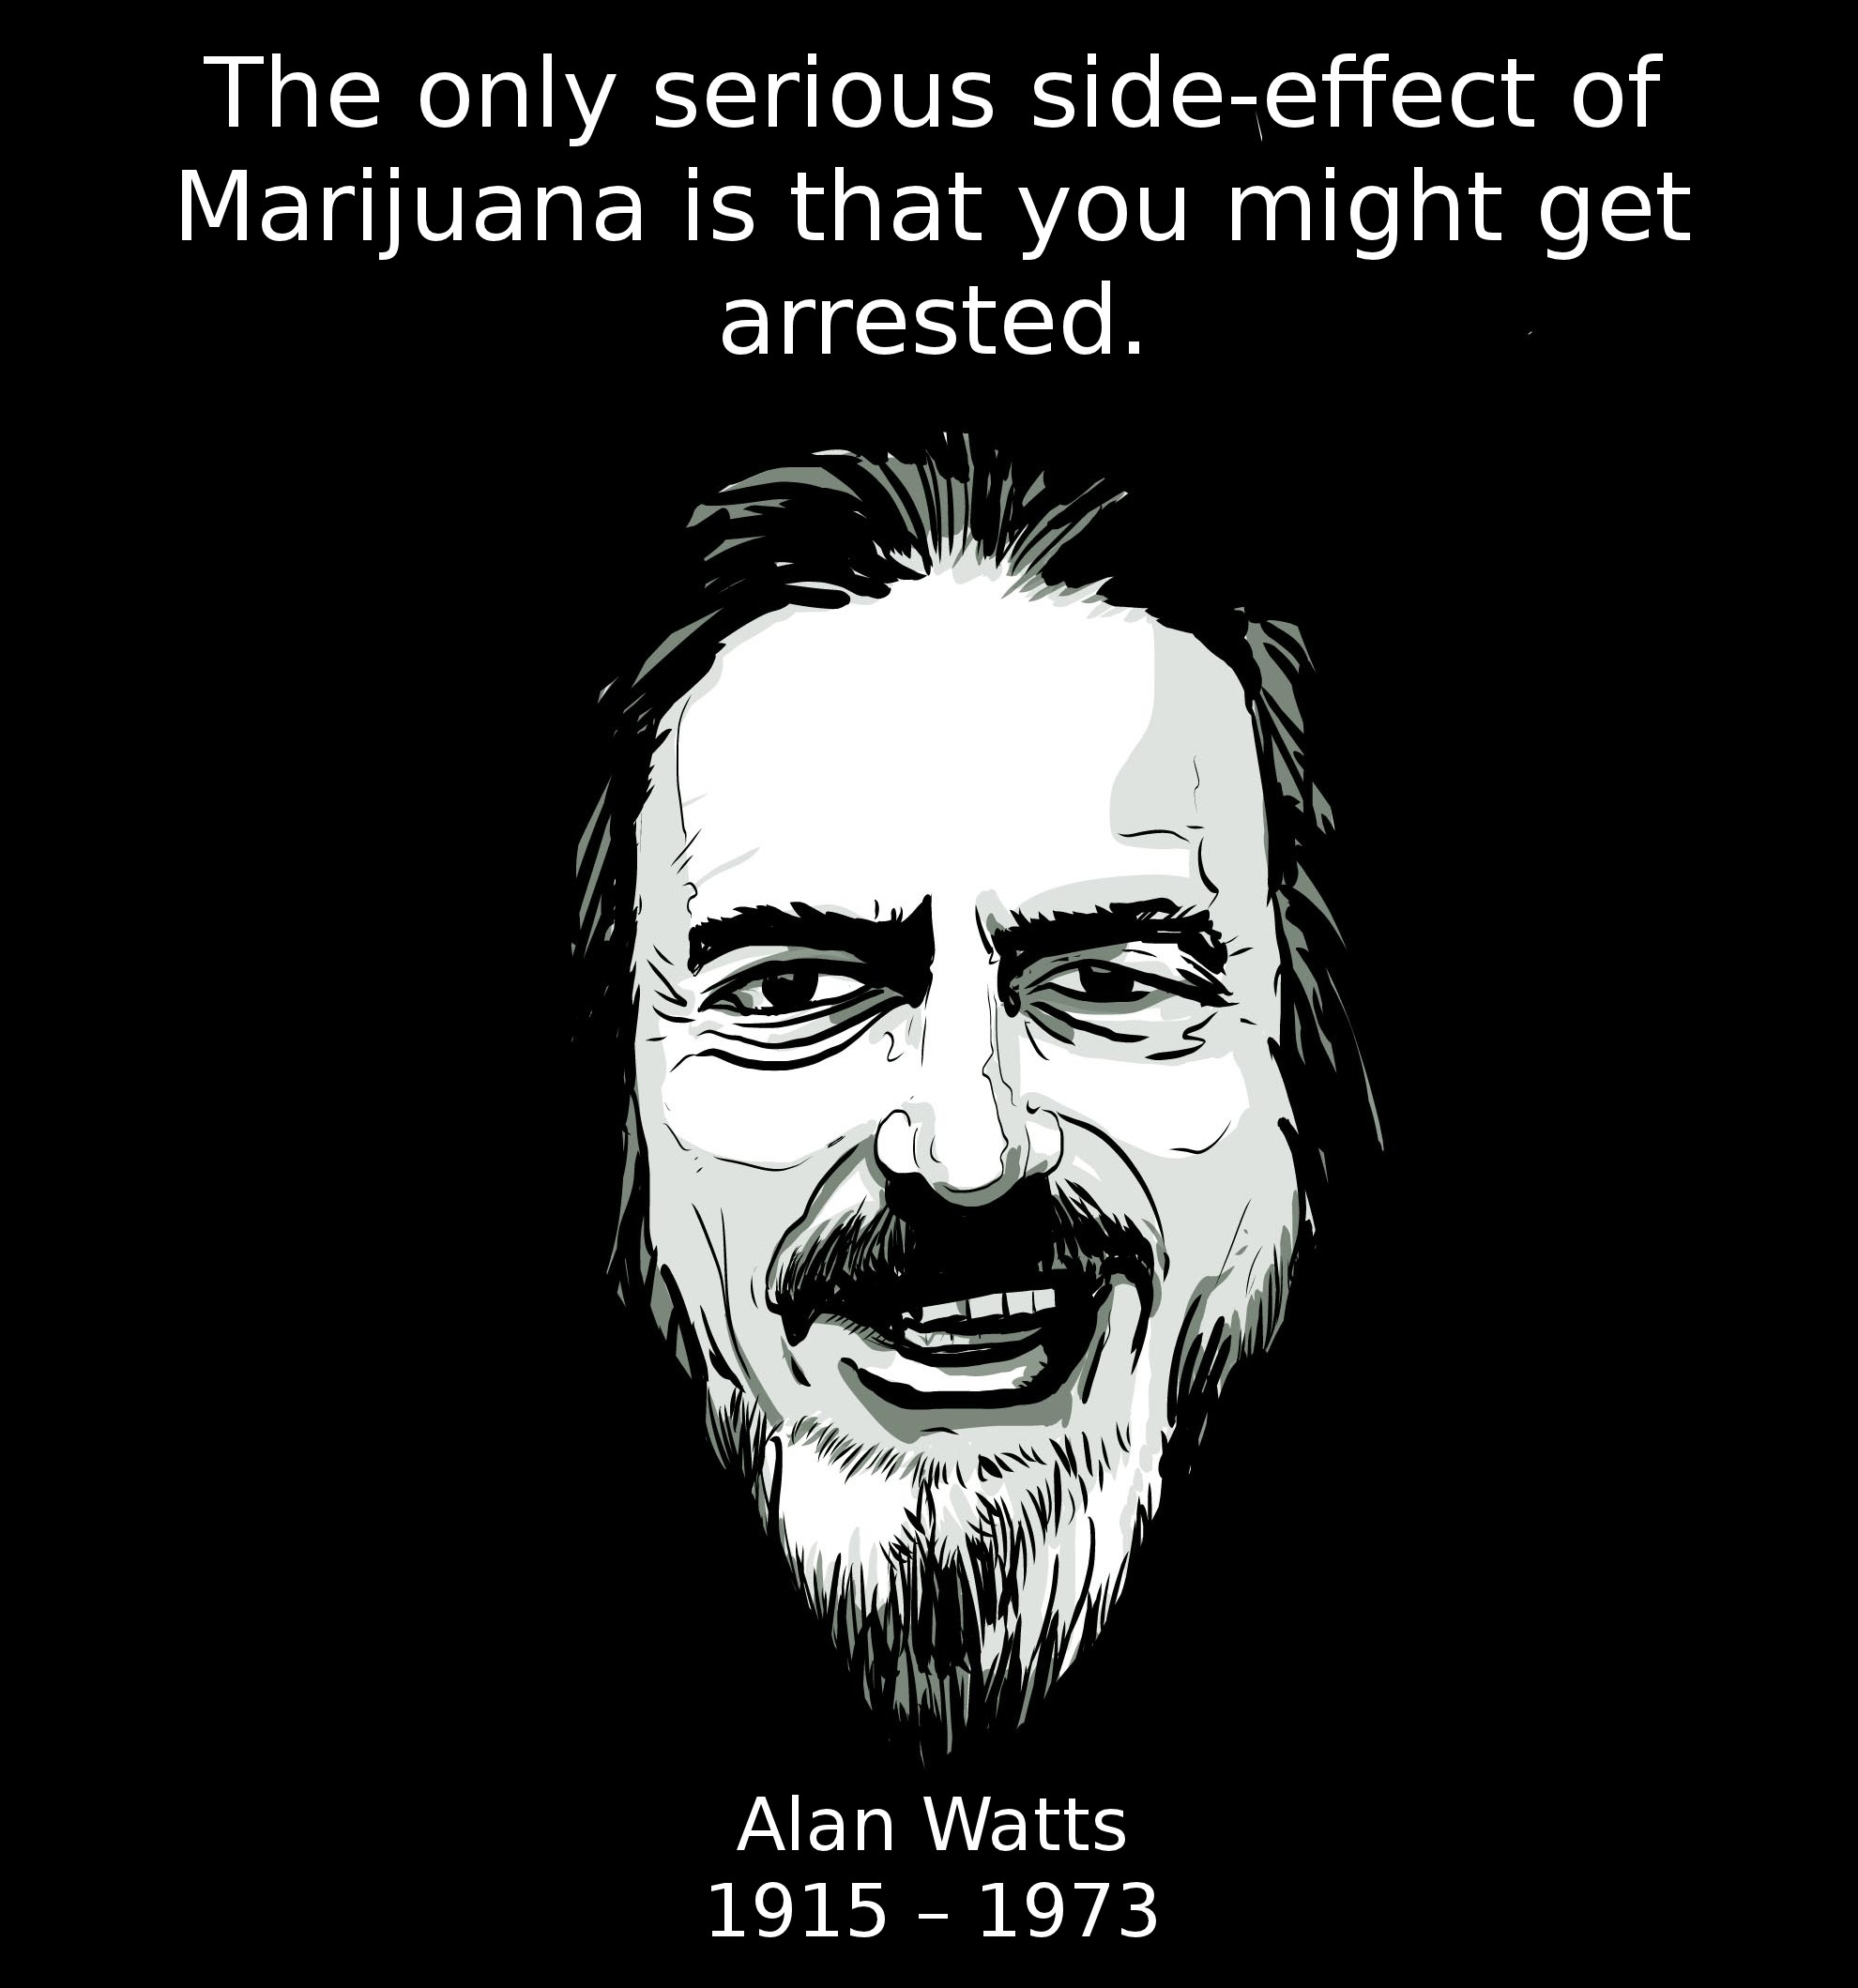 The only serious side-effect of
Marijuana is that you might get
arrested.
Alan Watts
1915 – 1973